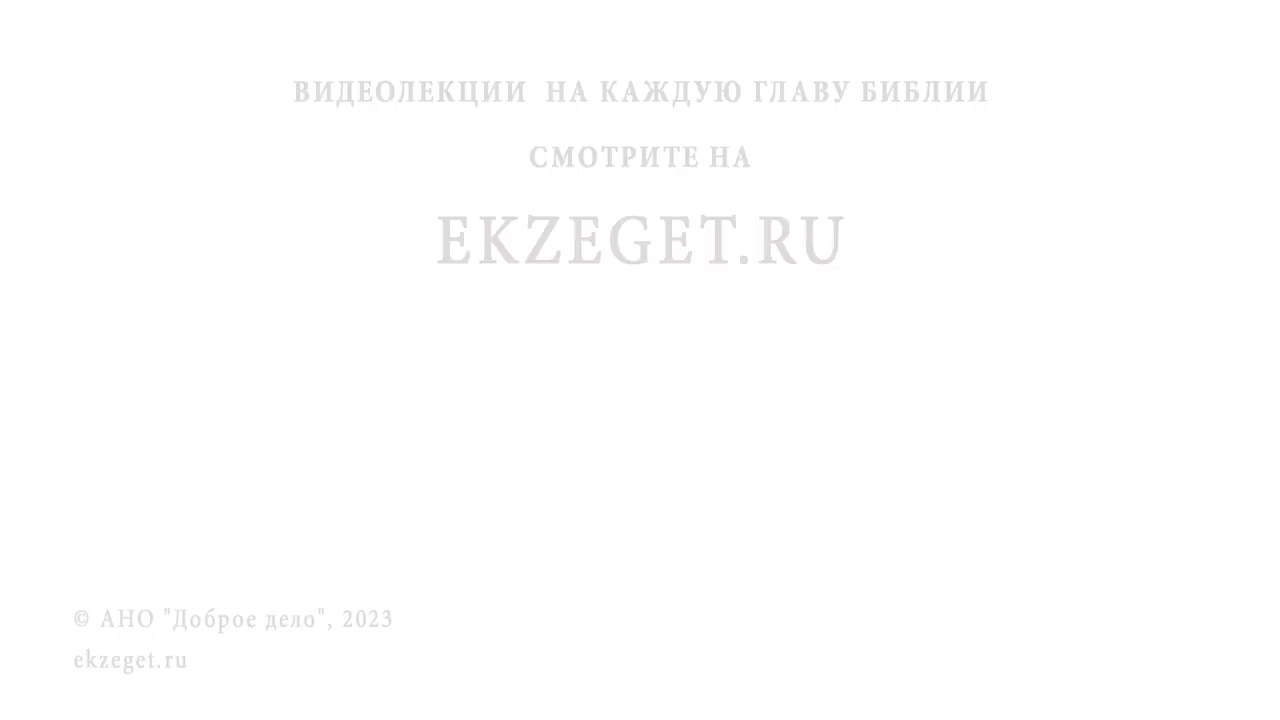 ВИДЕОЛЕКЦИИ НА КАЖДУЮ ГЛАВУ БИБЛИИ
СМОТРИТЕ НА
EKZEGET.RU
© АНО "Доброе дело", 2023
ekzeget.ru